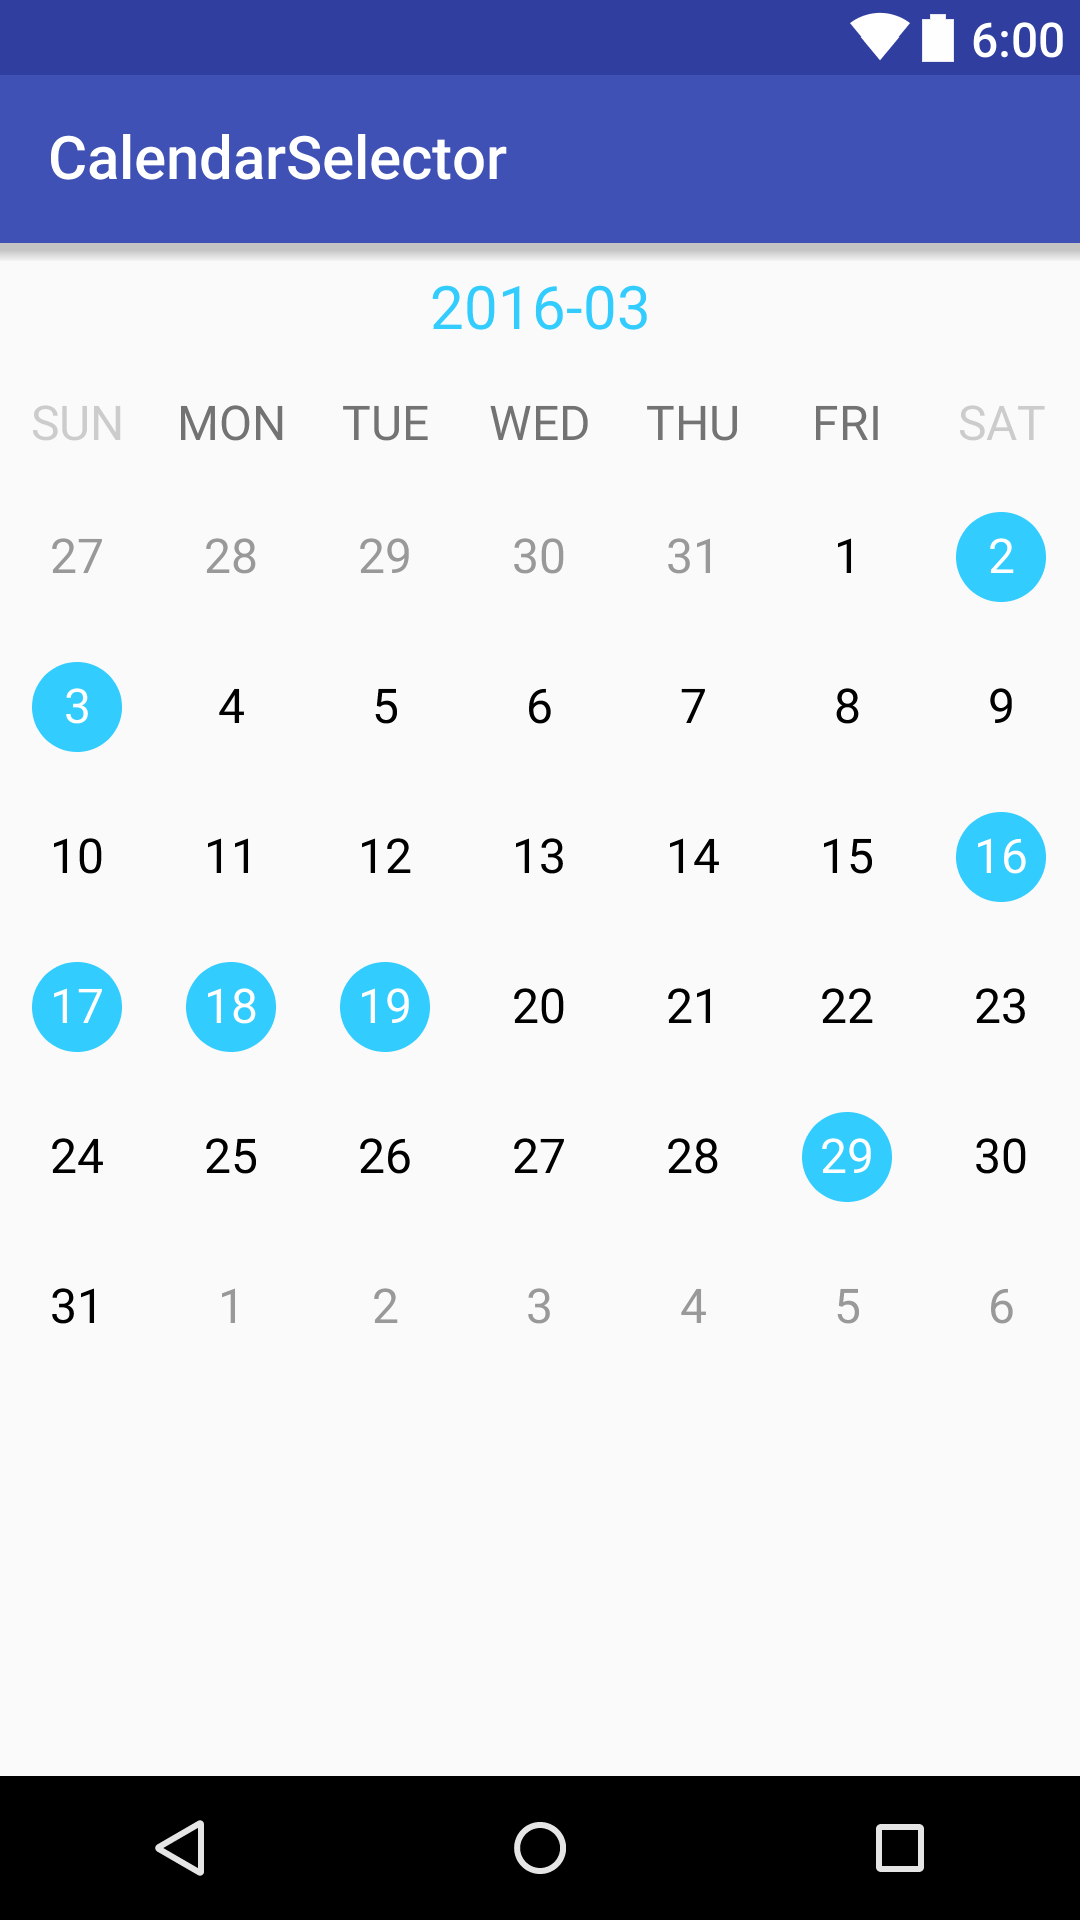 6:00
CalendarSelector
2016-03
SUN MON TUE WED THU FRI SAT
27 28 29 30 31 1 2
3 4 5 6 7 8 9
10 11 12 13 14 15 16
17 18 19 20 21 22 23
24 25 26 27 28 29 30
31 1 2 3 4 5 6